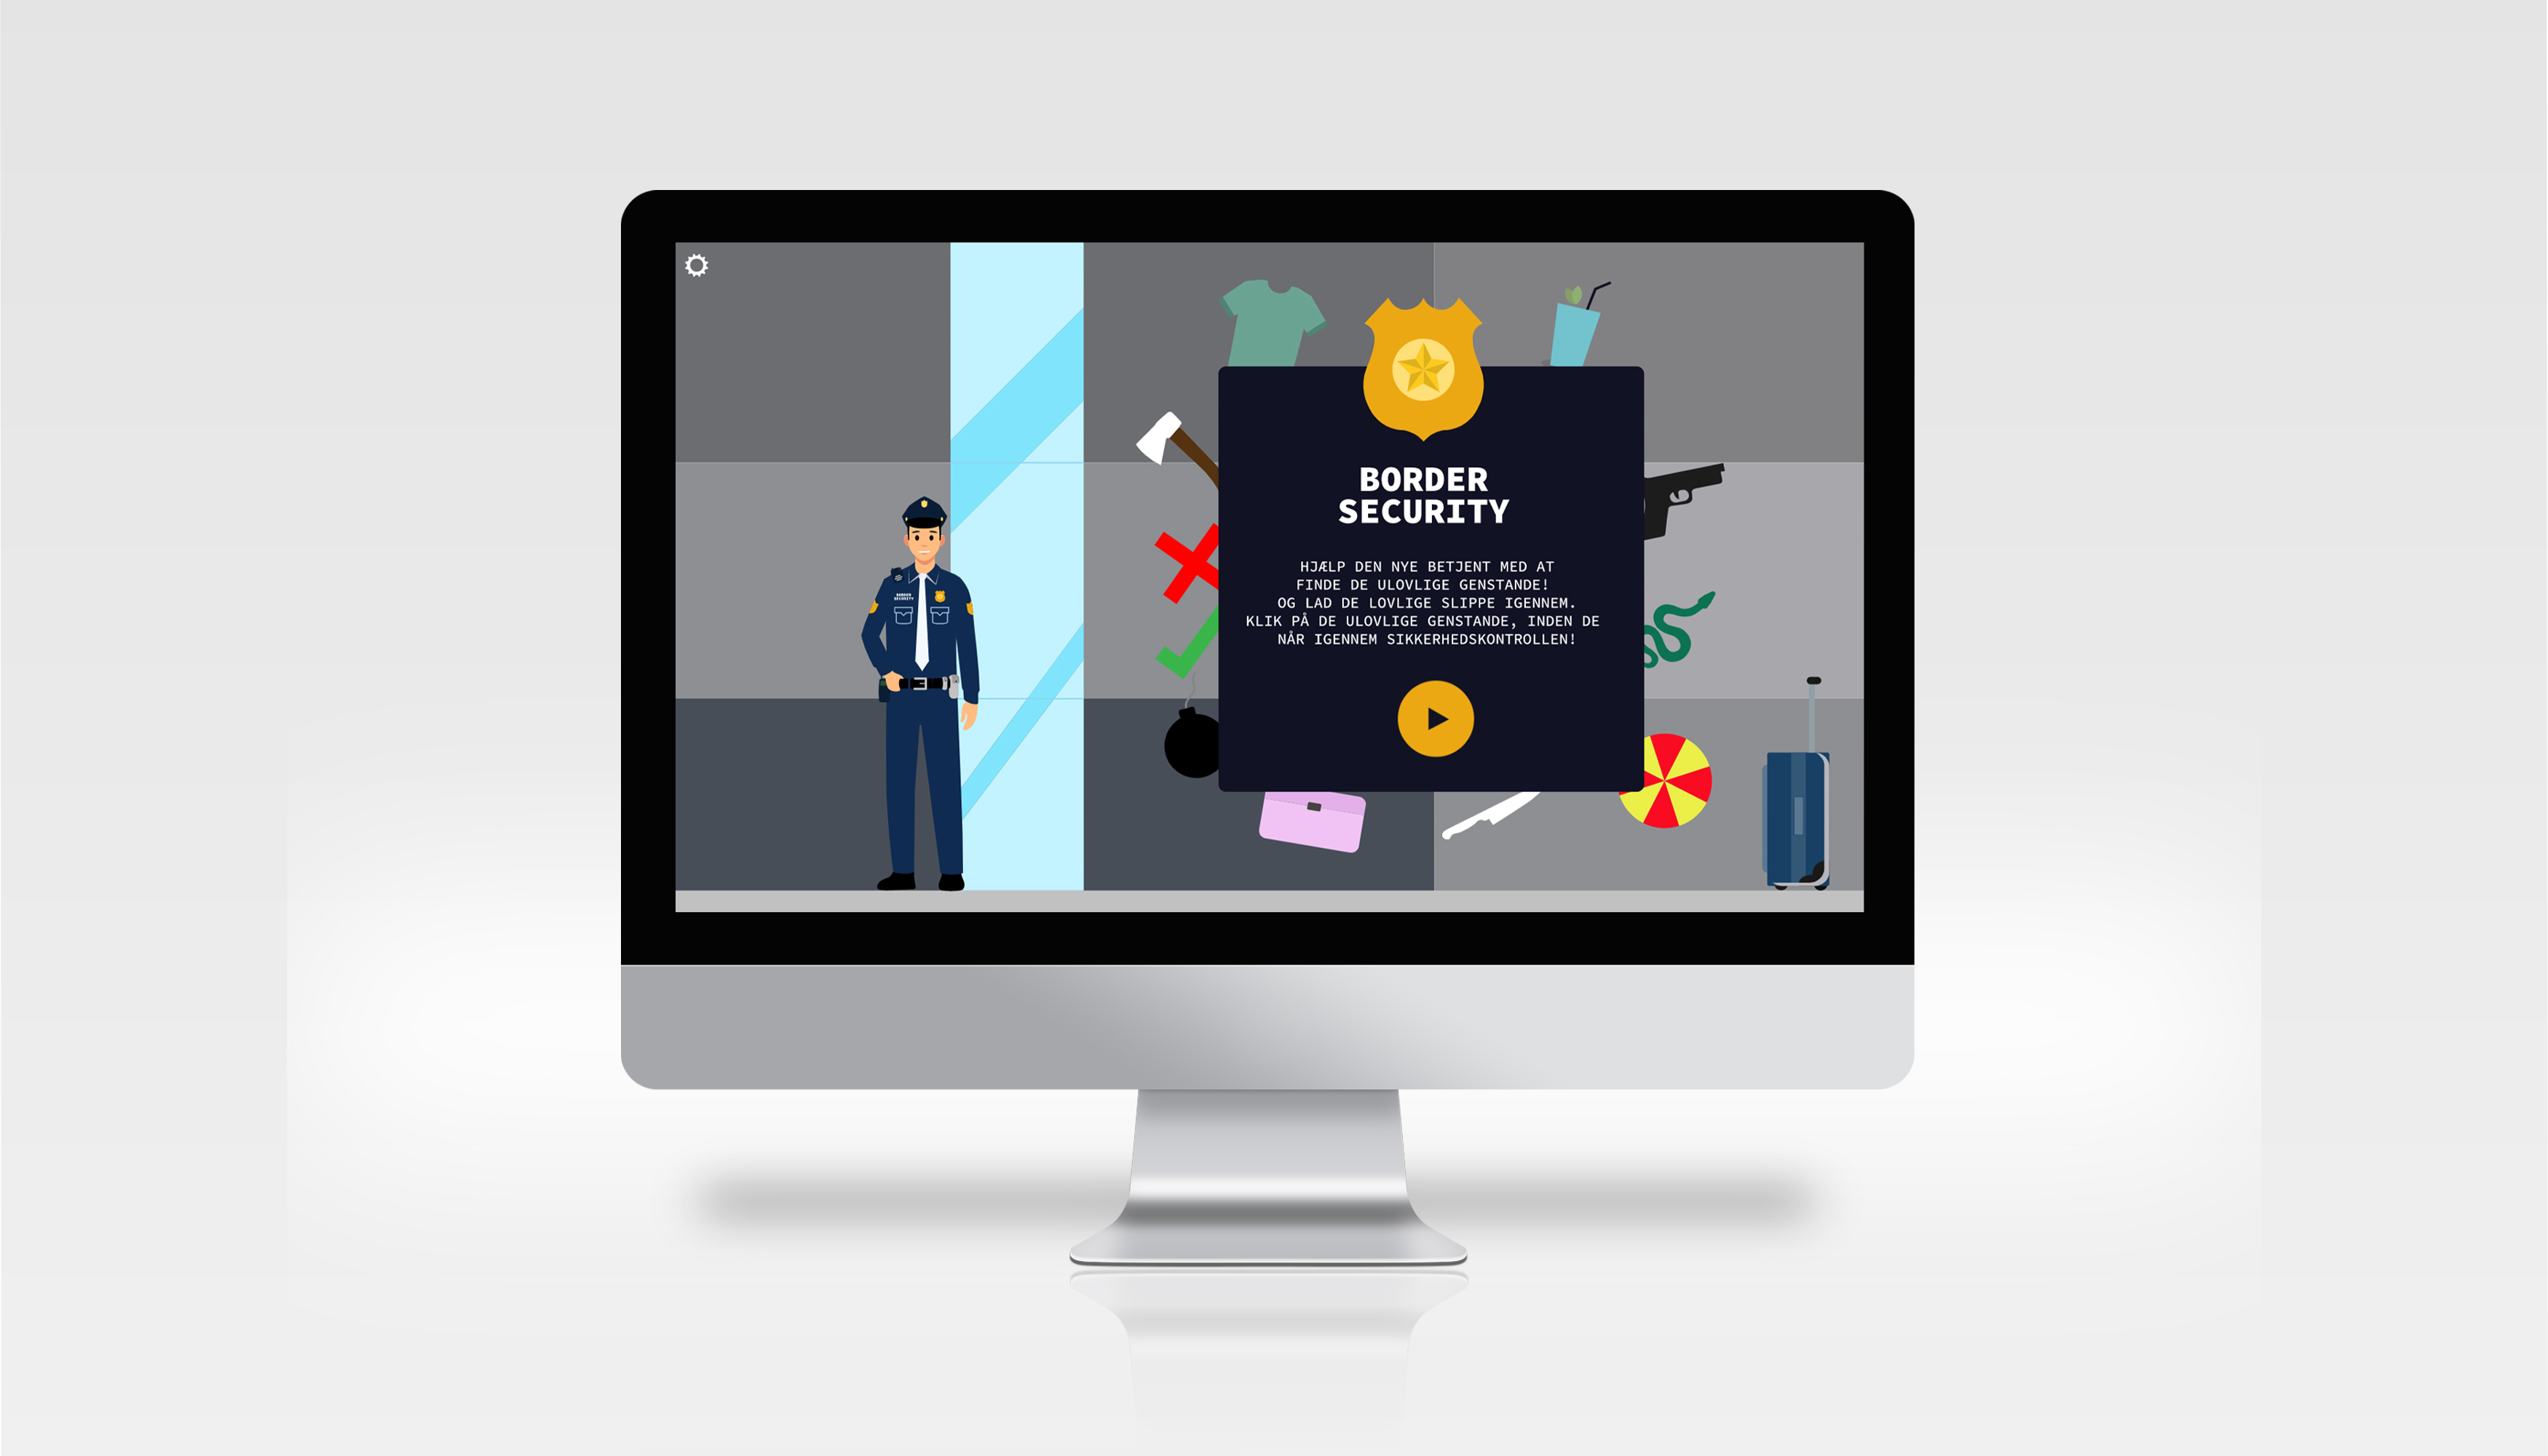 BORDER
SECURITY
HJÆLP DEN NYE BETJENT MED AT
FINDE DE ULOVLIGE GENSTANDE!
OG LAD DE LOVLIGE SLIPPE IGENNEM.
KLIK PÅ DE ULOVLIGE GENSTANDE, INDEN DE
NÅR IGENNEM SIKKERHEDSKONTROLLEN!
BORDER
SECURITY